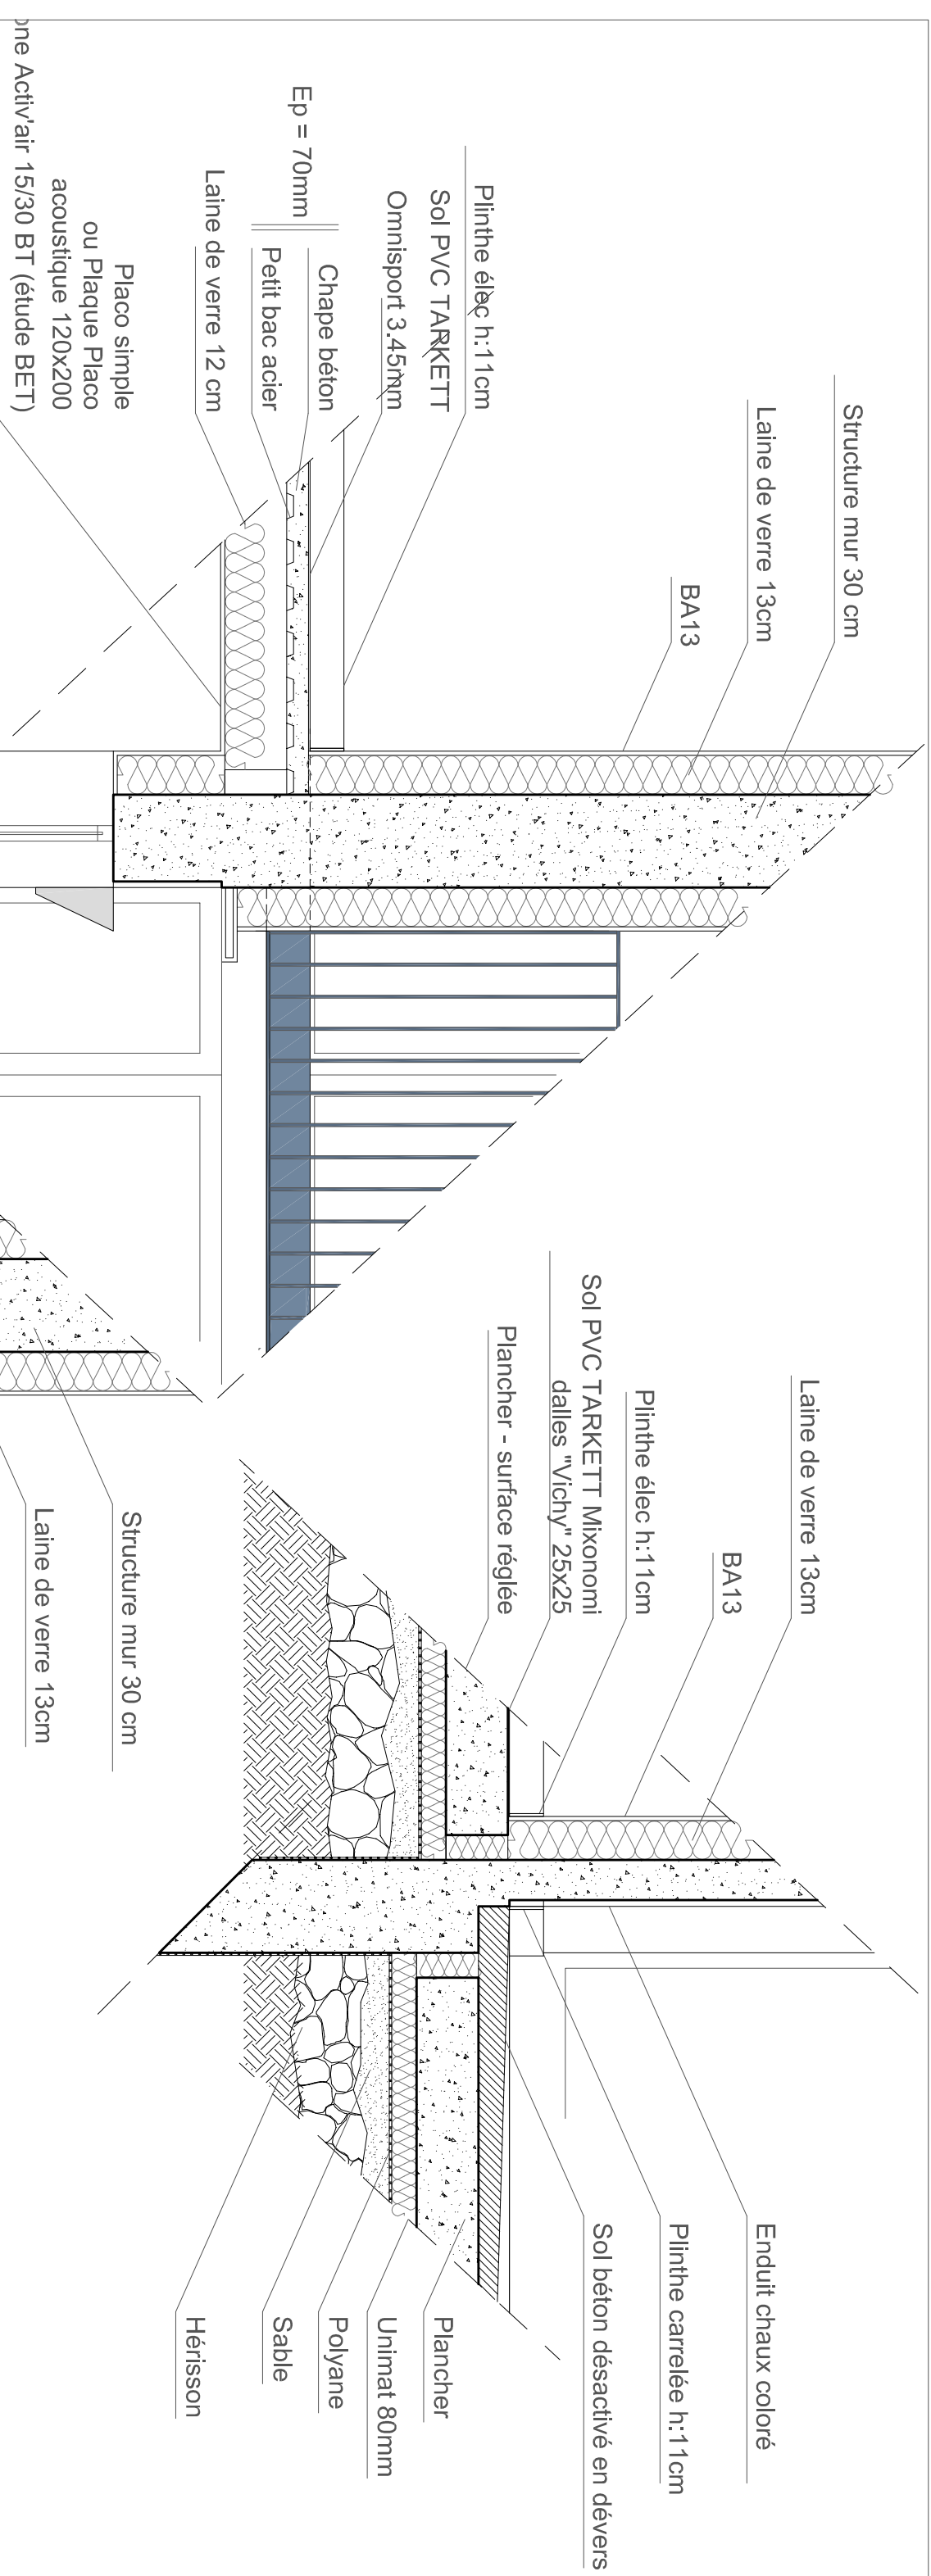 Structure mur 30 cm
Laine de verre 13cm
BA13
Plinthe élec h:11cm
Sol PVC TARKETT
Omnisport 3.45mm
Ep = 70mm
Chape béton
Petit bac acier
Laine de verre 12 cm
Placo simple
ou Plaque Placo
acoustique 120x200
Activ'air 15/30 BT (étude BET)
Laine de verre 13cm
BA13
Plinthe élec h:11cm
Sol PVC TARKETT Mixonomi
dalles "Vichy" 25x25
Plancher - surface réglée
Structure mur 30 cm
Laine de verre 13cm
Enduit chaux coloré
Plinthe carrelée h:11cm
Sol béton désactivé en dévers
Plancher
Unimat 80mm
Polyane
Sable
Hérisson